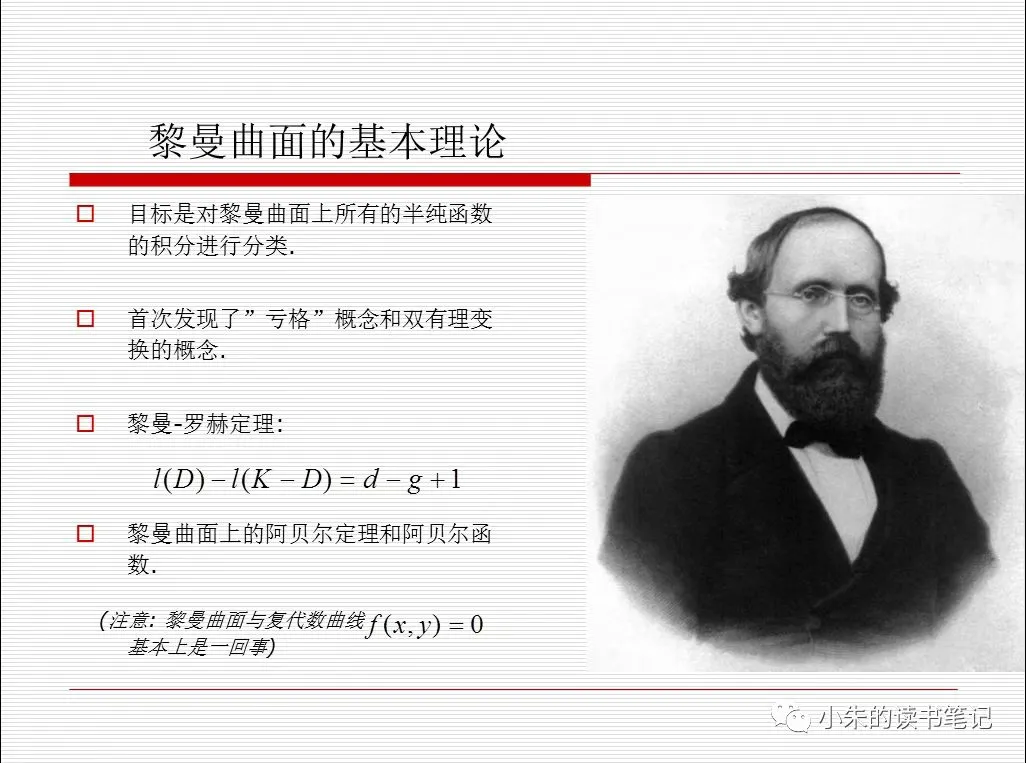 黎曼曲面的基本理论
目标是对黎曼曲面上所有的半纯函数
的积分进行分类.
首次发现了”亏格”概念和双有理变
换的概念.
黎曼-罗赫定理:
l(D) − l(K − D) = d − g + 1
黎曼曲面上的阿贝尔定理和阿贝尔函
数.
(注意: 黎曼曲面与复代数曲线 f(x, y) = 0
基本上是一回事)
小朱的读书笔记